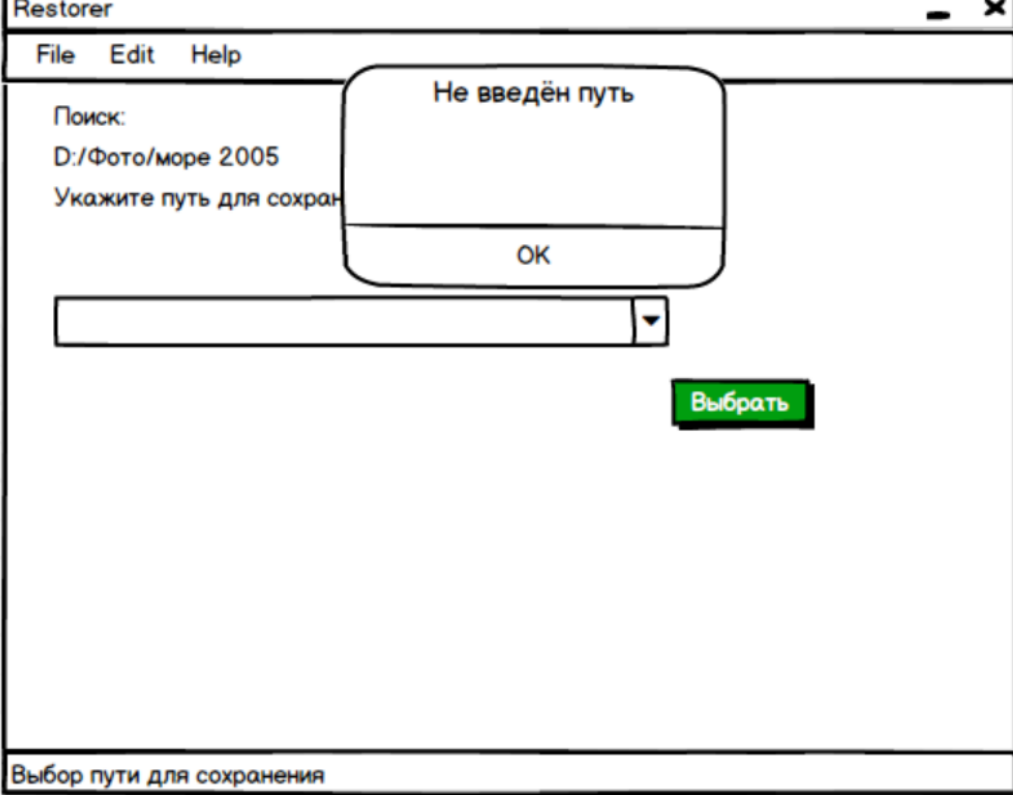 Restorer
File Edit Help
Не введён путь
Поиск:
D:/Фото/море 2005
Укажите путь для сохран
OK
Выбрать
Выбор пути для сохранения